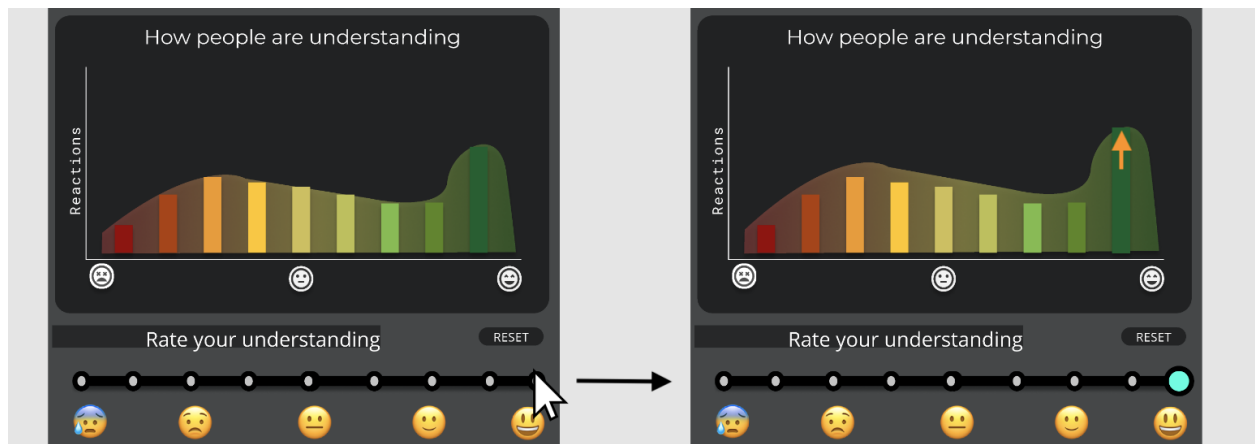 How people are understanding
Reactions
Rate your understanding
RESET
How people are understanding
Reactions
Rate your understanding
RESET